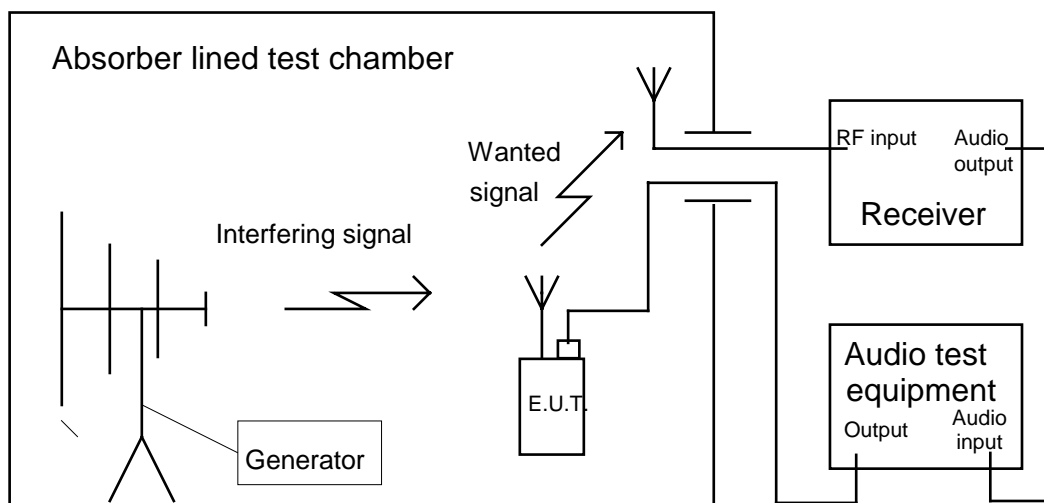 Absorber lined test chamber
Wanted
signal
Interfering signal
E.U.T.
Generator
RF input
Audio
output
Receiver
Audio test
equipment
Output
Audio
input